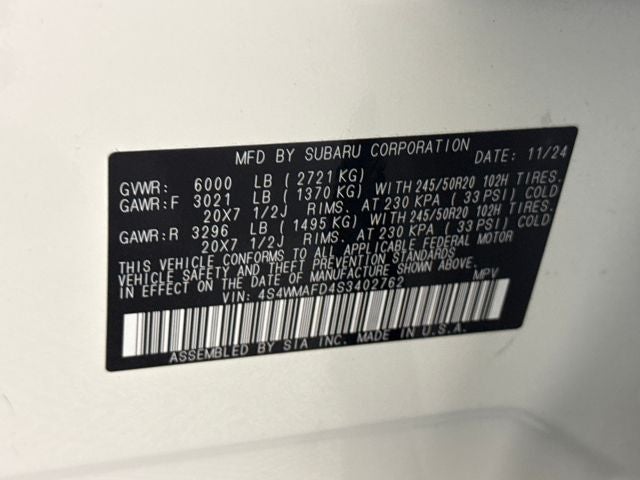 MFD BY SUBARU CORPORATION DATE: 11/24
GVWR: 6000 LB ( 2721 KG)
GAWR:F 3021 LB ( 1370 KG) WITH 245/50R20 102H TIRES.
20X7 1/2J RIMS. AT 230 KPA ( 33 PSI) COLD
GAWR:R 3296 LB ( 1495 KG) WITH 245/50R20 102H TIRES.
20X7 1/2J RIMS. AT 230 KPA ( 33 PSI) COLD
THIS VEHICLE CONFORMS TO ALL APPLICABLE FEDERAL MOTOR
VEHICLE SAFETY AND THEFT PREVENTION STANDARDS
IN EFFECT ON THE DATE OF MANUFACTURE SHOWN ABOVE.
VIN: 4S4WMAFD4S3402762 MPV
ASSEMBLED BY SIA INC. MADE IN U.S.A.